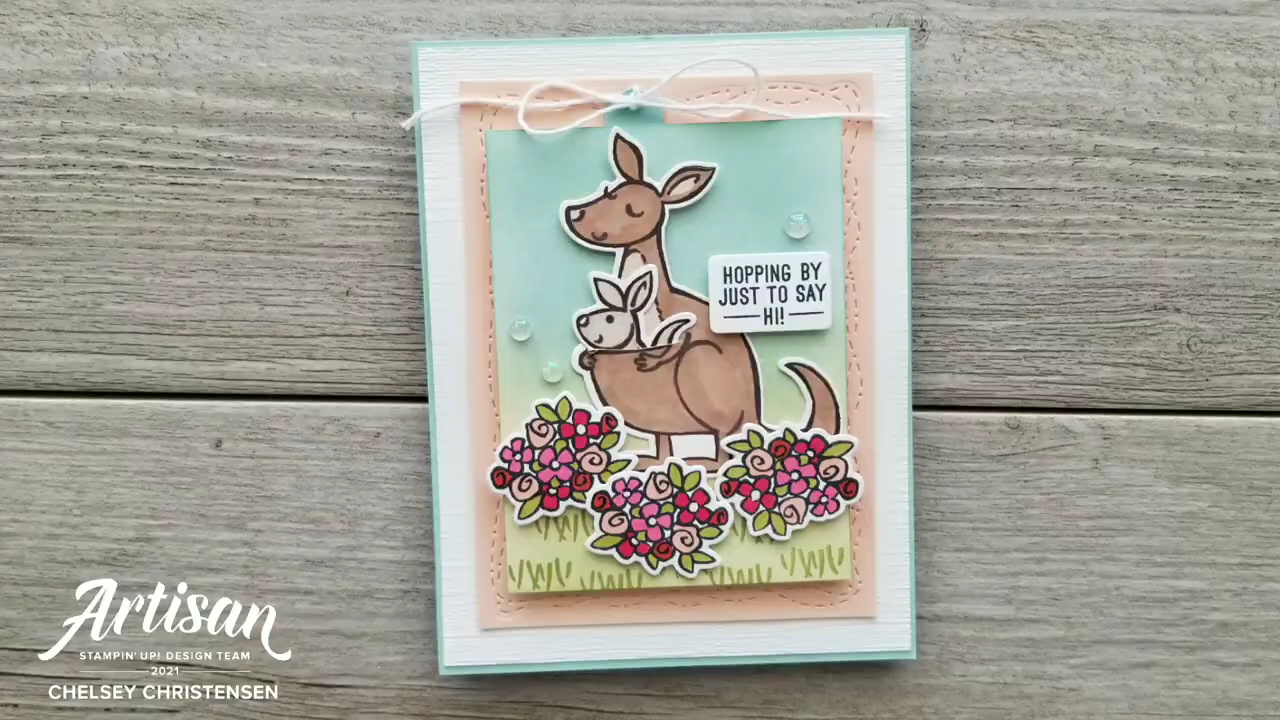 HOPPING BY
JUST TO SAY
HI!
Artisan
STAMPIN' UP! DESIGN TEAM
2021
CHELSEY CHRISTENSEN